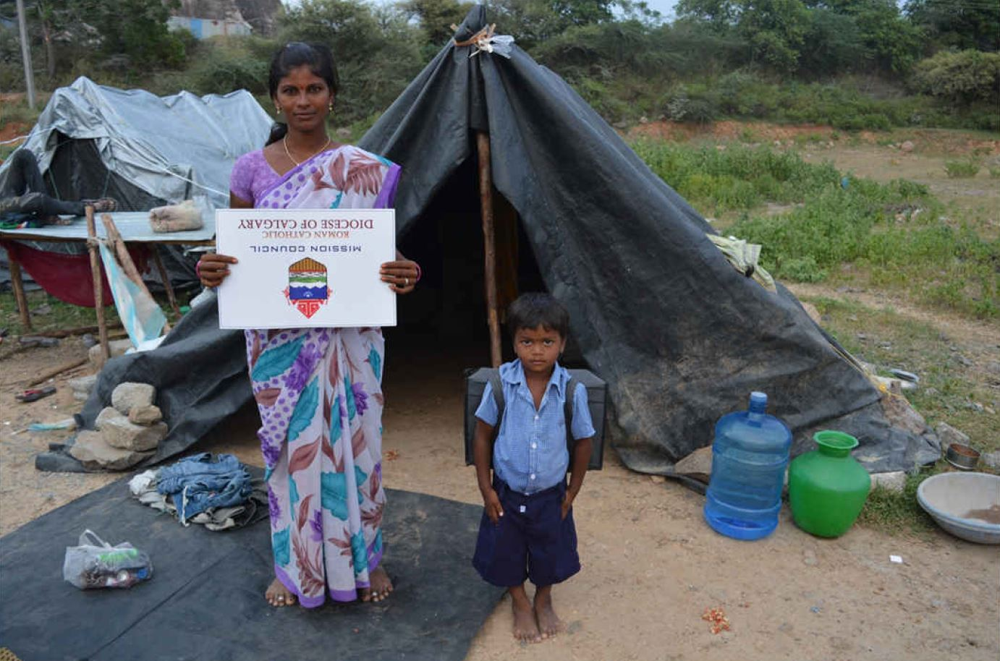 MISSION COUNCIL
ROMAN CATHOLIC
DIOCESE OF CALGARY